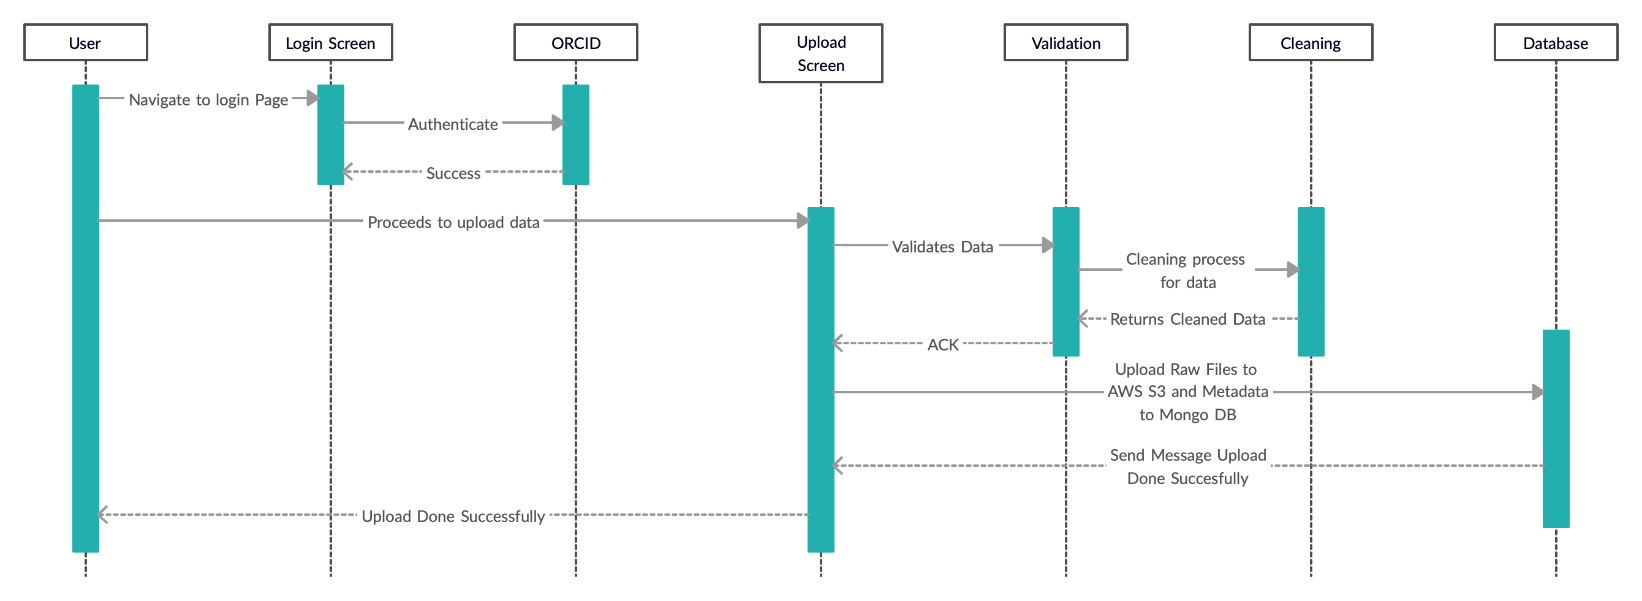 User
Login Screen
ORCID
Upload
Screen
Validation
Cleaning
Database
Navigate to login Page
Authenticate
Success
Proceeds to upload data
Validates Data
Cleaning process
for data
Returns Cleaned Data
ACK
Upload Raw Files to
AWS S3 and Metadata
to Mongo DB
Send Message Upload
Done Succesfully
Upload Done Successfully